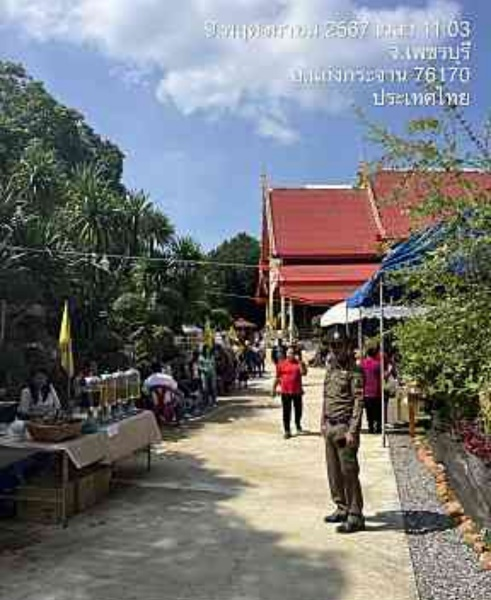 9 พฤศจิกายน 2567 เวลา 11:03
จ.เพชรบุรี
อ.แก่งกระจาน 76170
ประเทศไทย